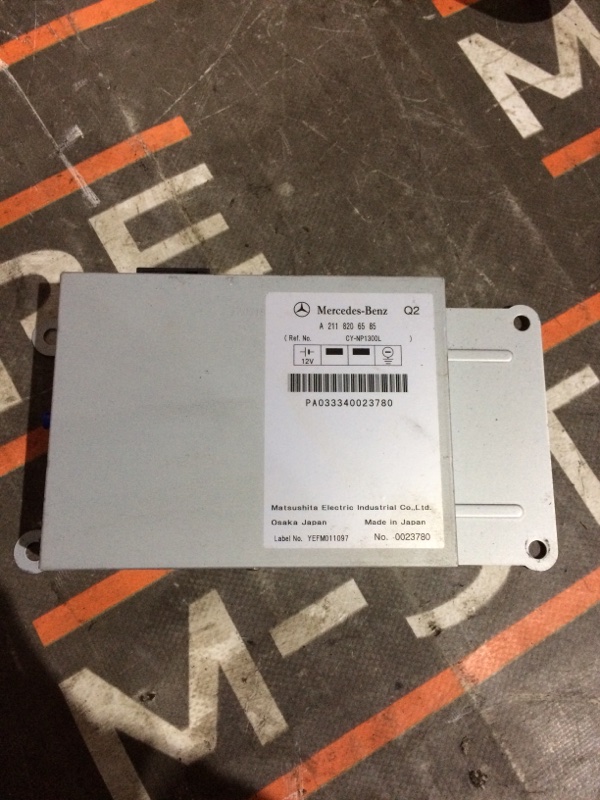 Mercedes-Benz Q2
A 211 820 65 85
( Ref. No. CY-NP1300L )
12V
PA033340023780
Matsushita Electric Industrial Co.,Ltd.
Osaka Japan Made in Japan
Label No. YEFM011097 No. 0023780